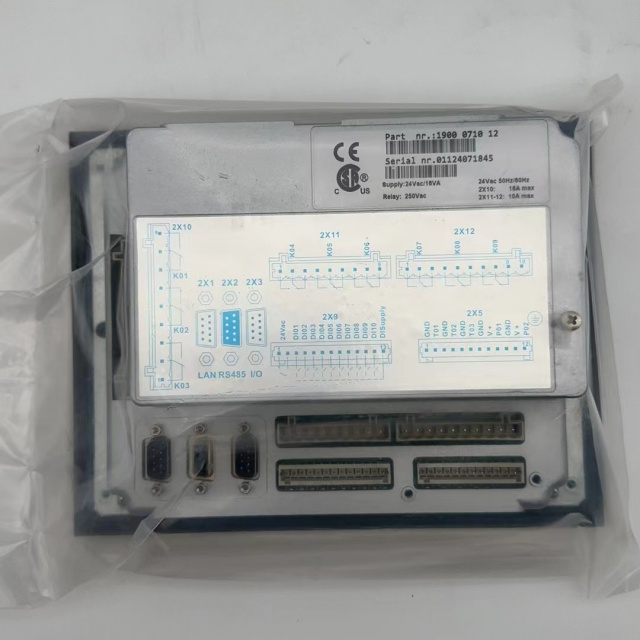 Part nr.:1900 0710 12
Serial nr.01124071845
CE
C US
Supply:24Vac/18VA
Relay: 250Vac
24Vac 50Hz/60Hz
2X10: 16A max
2X11-12: 10A max
2X10
K01
K02
K03
2X1 2X2 2X3
LAN RS485 I/O
2X11
K04 K05 K06
2X12
K07 K08 K09
2X9
24Vac DI01 DI02 DI03 DI04 DI05 DI06 DI07 DI08 DI09 DI10 DISupply
2X5
GND TB1 GND TB2 GND TB3 GND V+ P01 GND V+ P02